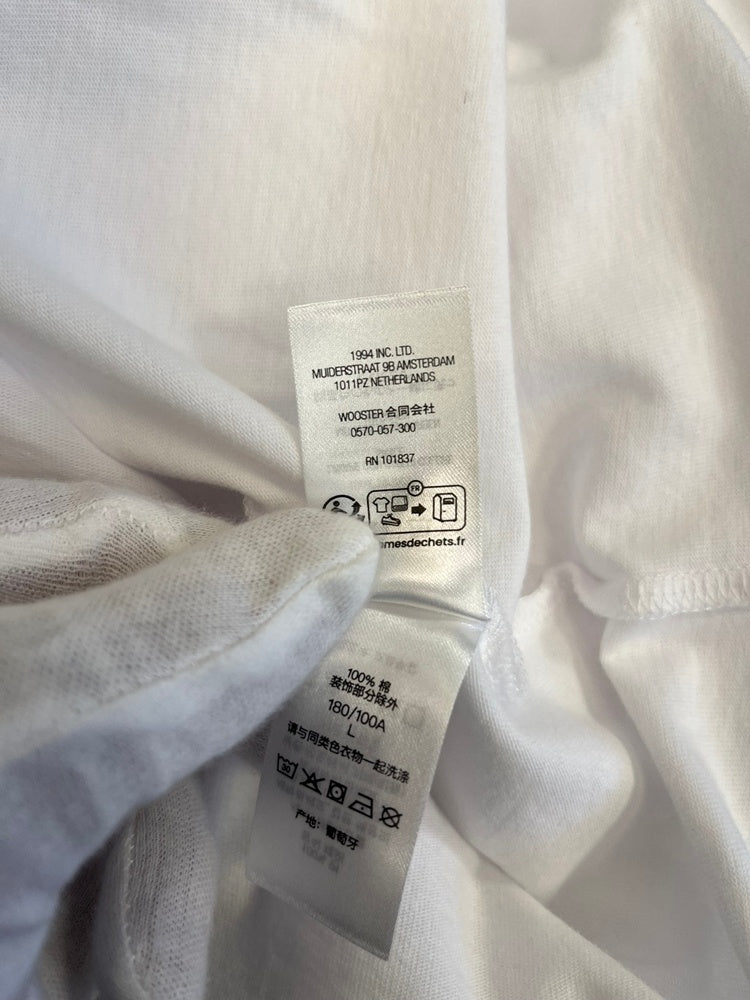 1994 INC. LTD.
MUIDERSTRAAT 9B AMSTERDAM
1011PZ NETHERLANDS
WOOSTER 合同会社
0570-057-300
RN 101837
FR
mesdechets.fr
100% 棉
装饰部分除外
180/100A
L
请与同类色衣物一起洗涤
30
产地: 葡萄牙